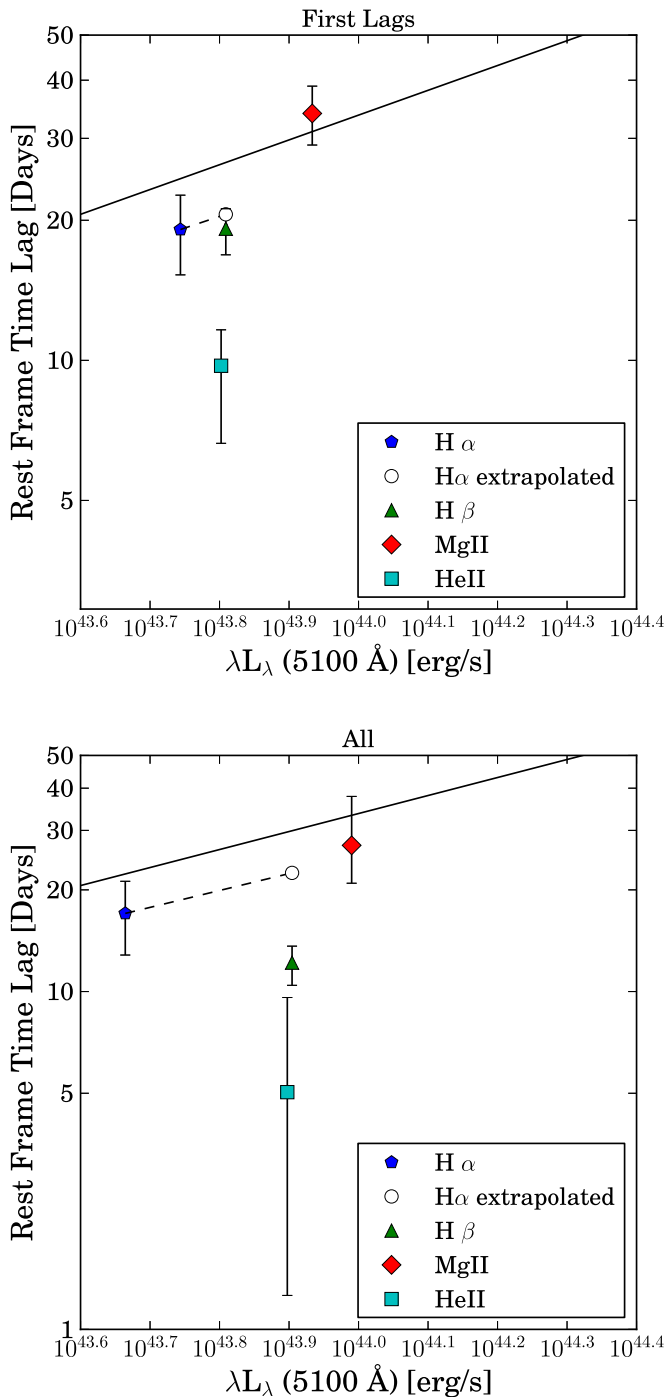 First Lags
50
40
30
20
10
5
Rest Frame Time Lag [Days]
H α
Hα extrapolated
H β
MgII
HeII
10^43.6 10^43.7 10^43.8 10^43.9 10^44.0 10^44.1 10^44.2 10^44.3 10^44.4
λL_λ (5100 Å) [erg/s]
All
50
40
30
20
10
5
1
Rest Frame Time Lag [Days]
H α
Hα extrapolated
H β
MgII
HeII
10^43.6 10^43.7 10^43.8 10^43.9 10^44.0 10^44.1 10^44.2 10^44.3 10^44.4
λL_λ (5100 Å) [erg/s]